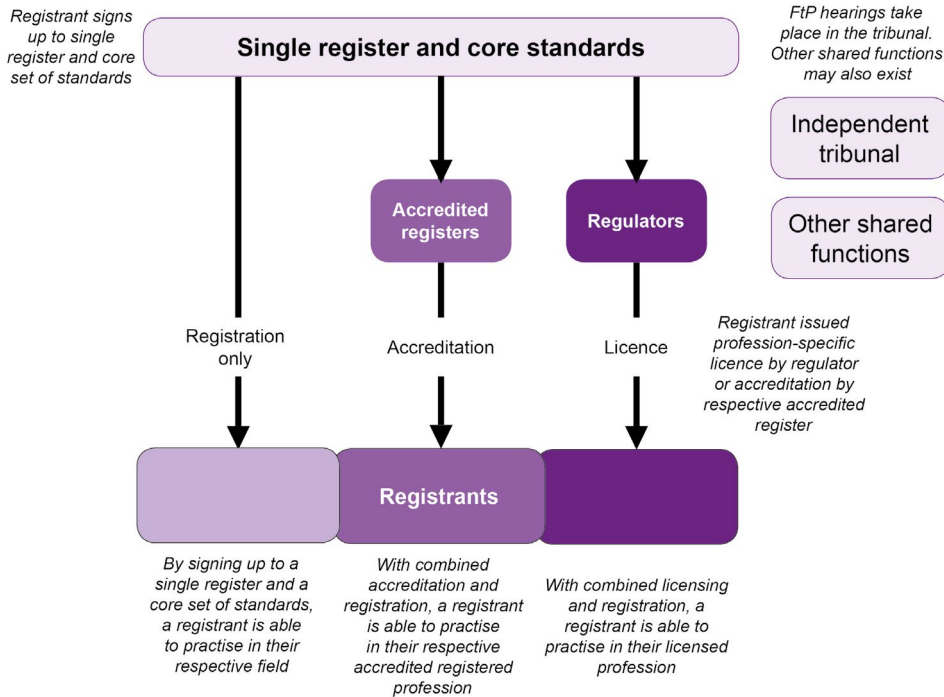 Registrant signs
up to single
register and core
set of standards
Single register and core standards
FtP hearings take
place in the tribunal.
Other shared functions
may also exist
Independent
tribunal
Other shared
functions
Accredited
registers
Regulators
Registration
only
Accreditation
Licence
Registrant issued
profession-specific
licence by regulator
or accreditation by
respective accredited
register
Registrants
By signing up to a
single register and a
core set of standards,
a registrant is able
to practise in their
respective field
With combined
accreditation and
registration, a registrant
is able to practise
in their respective
accredited registered
profession
With combined licensing
and registration, a
registrant is able to
practise in their licensed
profession